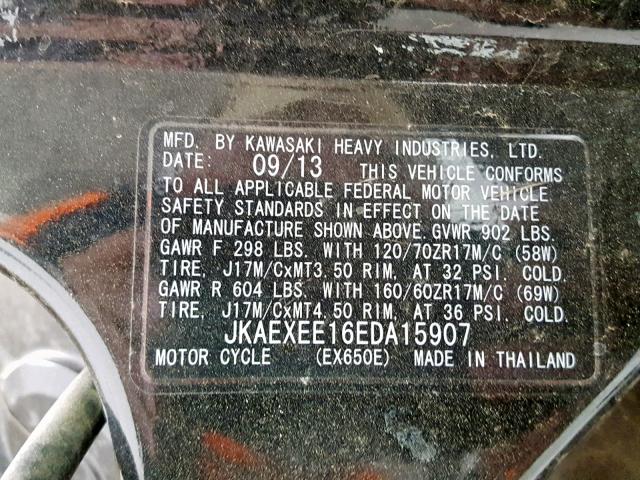 MFD. BY KAWASAKI HEAVY INDUSTRIES, LTD.
DATE: 09/13 THIS VEHICLE CONFORMS
TO ALL APPLICABLE FEDERAL MOTOR VEHICLE
SAFETY STANDARDS IN EFFECT ON THE DATE
OF MANUFACTURE SHOWN ABOVE. GVWR 902 LBS.
GAWR F 298 LBS. WITH 120/70ZR17M/C (58W)
TIRE, J17M/CxMT3.50 RIM, AT 32 PSI. COLD.
GAWR R 604 LBS. WITH 160/60ZR17M/C (69W)
TIRE, J17M/CxMT4.50 RIM, AT 36 PSI. COLD.
JKAEXEE16EDA15907
MOTOR CYCLE (EX650E) MADE IN THAILAND